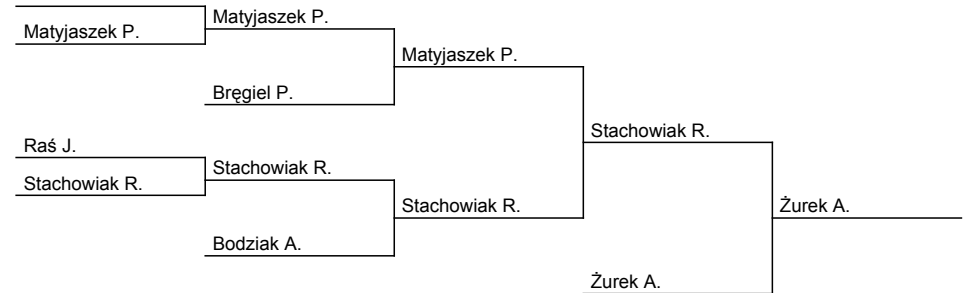 Matyjaszek P.
Matyjaszek P.
Matyjaszek P.
Bręgiel P.
Stachowiak R.
Raś J.
Stachowiak R.
Stachowiak R.
Stachowiak R.
Żurek A.
Bodziak A.
Żurek A.